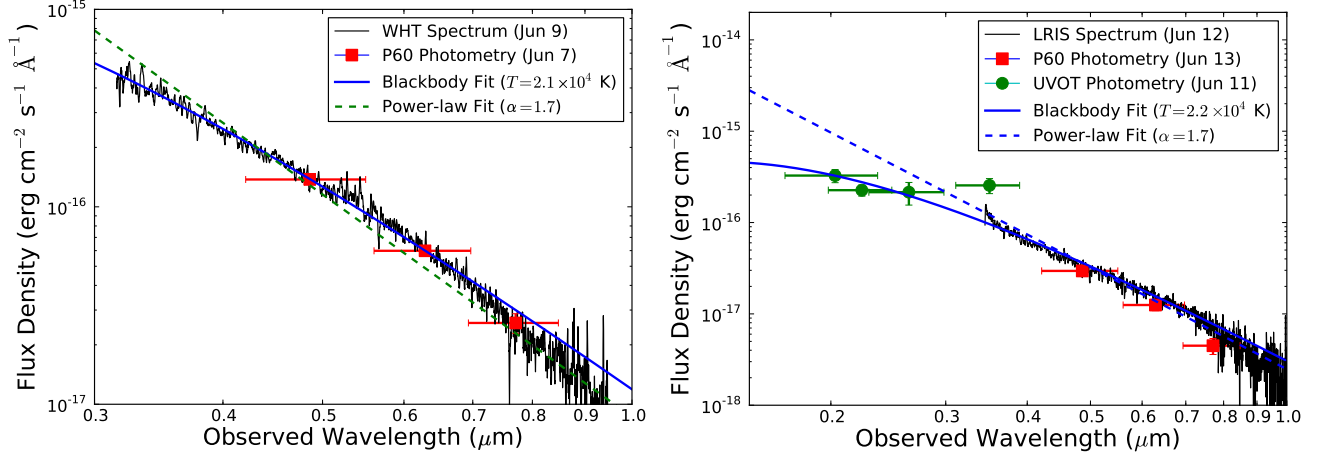 10⁻¹⁵
10⁻¹⁶
10⁻¹⁷
Flux Density (erg cm⁻² s⁻¹ Å⁻¹)
WHT Spectrum (Jun 9)
P60 Photometry (Jun 7)
Blackbody Fit (T=2.1×10⁴ K)
Power-law Fit (α=1.7)
0.3 0.4 0.5 0.6 0.7 0.8 0.9 1.0
Observed Wavelength (μm)
10⁻¹⁴
10⁻¹⁵
10⁻¹⁶
10⁻¹⁷
10⁻¹⁸
Flux Density (erg cm⁻² s⁻¹ Å⁻¹)
LRIS Spectrum (Jun 12)
P60 Photometry (Jun 13)
UVOT Photometry (Jun 11)
Blackbody Fit (T=2.2×10⁴ K)
Power-law Fit (α=1.7)
0.2 0.3 0.4 0.5 0.6 0.7 0.8 0.9 1.0
Observed Wavelength (μm)